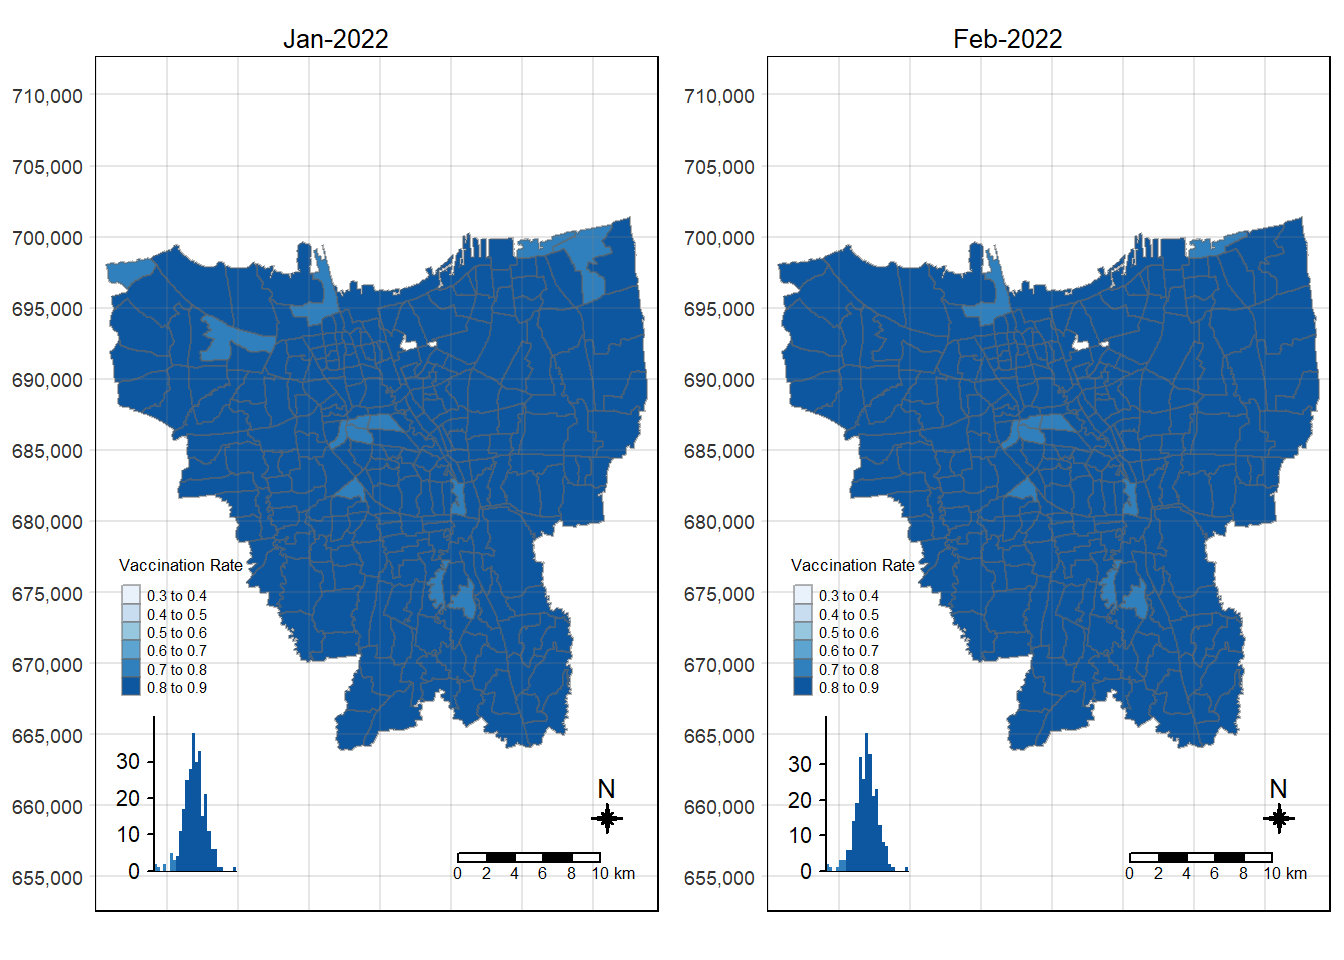 Jan-2022
710,000
705,000
700,000
695,000
690,000
685,000
680,000
675,000
670,000
665,000
660,000
655,000
Vaccination Rate
0.3 to 0.4
0.4 to 0.5
0.5 to 0.6
0.6 to 0.7
0.7 to 0.8
0.8 to 0.9
30
20
10
0
N
0 2 4 6 8 10 km
Feb-2022
710,000
705,000
700,000
695,000
690,000
685,000
680,000
675,000
670,000
665,000
660,000
655,000
Vaccination Rate
0.3 to 0.4
0.4 to 0.5
0.5 to 0.6
0.6 to 0.7
0.7 to 0.8
0.8 to 0.9
30
20
10
0
N
0 2 4 6 8 10 km